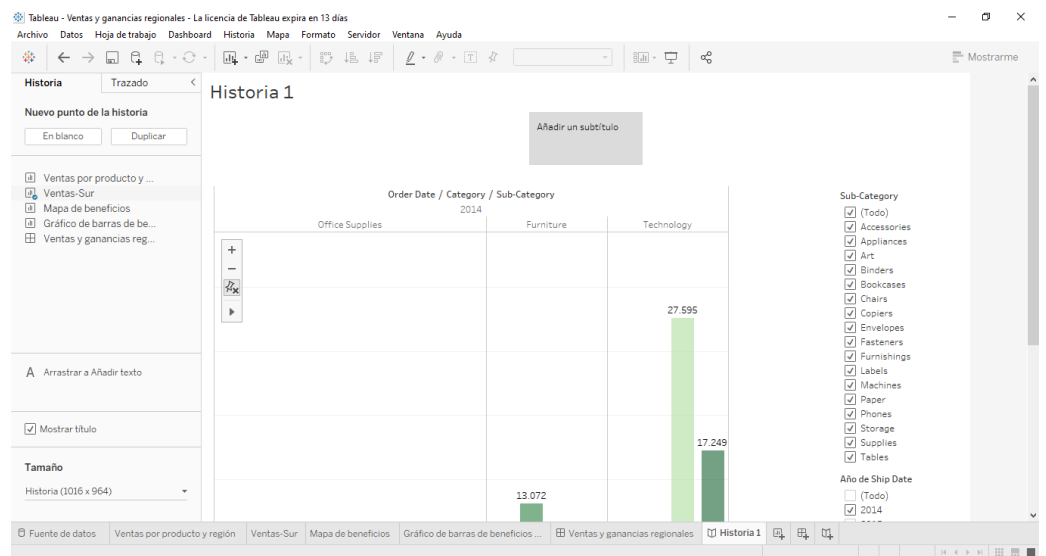 Tableau - Ventas y ganancias regionales - La licencia de Tableau expira en 13 días
Archivo Datos Hoja de trabajo Dashboard Historia Mapa Formato Servidor Ventana Ayuda
Mostrarme
Historia Trazado
Nuevo punto de la historia
En blanco Duplicar
Ventas por producto y ...
Ventas-Sur
Mapa de beneficios
Gráfico de barras de be...
Ventas y ganancias reg...
A Arrastrar a Añadir texto
Mostrar título
Tamaño
Historia (1016 x 964)
Historia 1
Añadir un subtítulo
Order Date / Category / Sub-Category
2014
Office Supplies Furniture Technology
27.595
17.249
13.072
Sub-Category
(Todo)
Accessories
Appliances
Art
Binders
Bookcases
Chairs
Copiers
Envelopes
Fasteners
Furnishings
Labels
Machines
Paper
Phones
Storage
Supplies
Tables
Año de Ship Date
(Todo)
2014
Fuente de datos Ventas por producto y región Ventas-Sur Mapa de beneficios Gráfico de barras de beneficios ... Ventas y ganancias regionales Historia 1